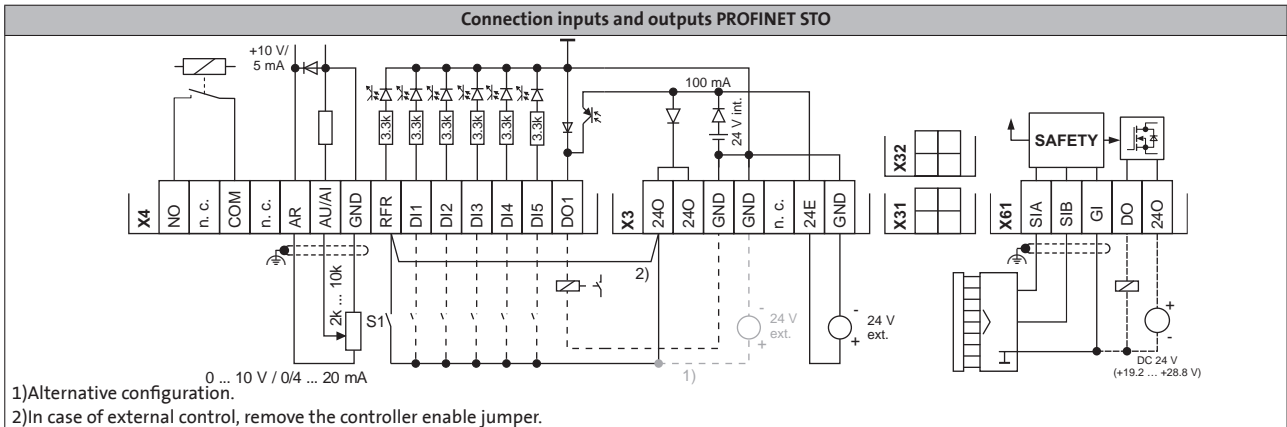 Connection inputs and outputs PROFINET STO
+10 V/
5 mA
100 mA
3.3k
3.3k
3.3k
3.3k
3.3k
3.3k
24 V int.
SAFETY
X4
NO
n. c.
COM
n. c.
AR
AU/AI
GND
RFR
DI1
DI2
DI3
DI4
DI5
DO1
X3
24O
24O
GND
GND
n. c.
24E
GND
X32
X31
X61
SIA
SIB
GI
DO
24O
2)
2k ... 10k
S1
-
24 V
ext.
+
-
24 V
ext.
+
+
-
1)
DC 24 V
(+19.2 ... +28.8 V)
0 ... 10 V / 0/4 ... 20 mA
1)Alternative configuration.
2)In case of external control, remove the controller enable jumper.